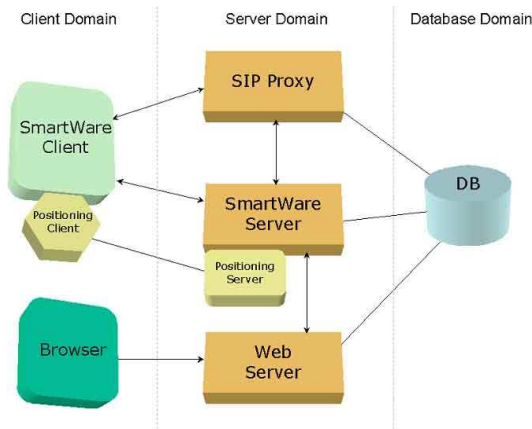 Client Domain
Server Domain
Database Domain
SIP Proxy
SmartWare
Client
DB
SmartWare
Server
Positioning
Client
Positioning
Server
Browser
Web
Server